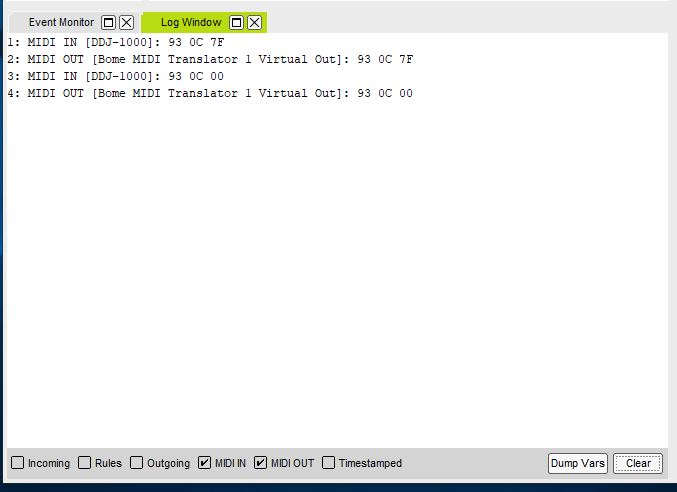 Event Monitor Log Window
1: MIDI IN [DDJ-1000]: 93 0C 7F
2: MIDI OUT [Bome MIDI Translator 1 Virtual Out]: 93 0C 7F
3: MIDI IN [DDJ-1000]: 93 0C 00
4: MIDI OUT [Bome MIDI Translator 1 Virtual Out]: 93 0C 00
Incoming Rules Outgoing MIDI IN MIDI OUT Timestamped Dump Vars Clear